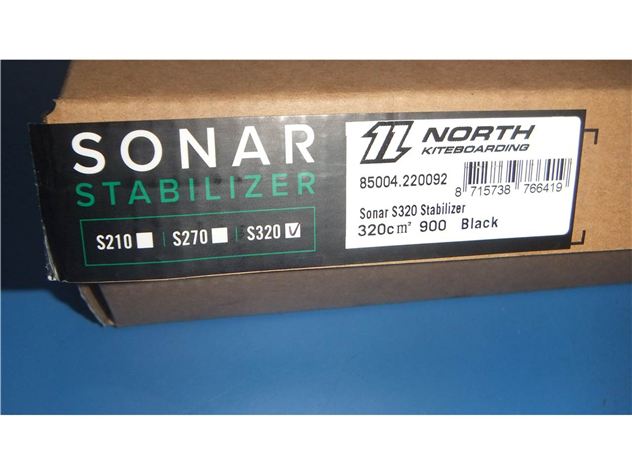 SONAR
STABILIZER
S210 S270 S320 √
NORTH
KITEBOARDING
85004.220092
8 715738 766419
Sonar S320 Stabilizer
320cm² 900 Black